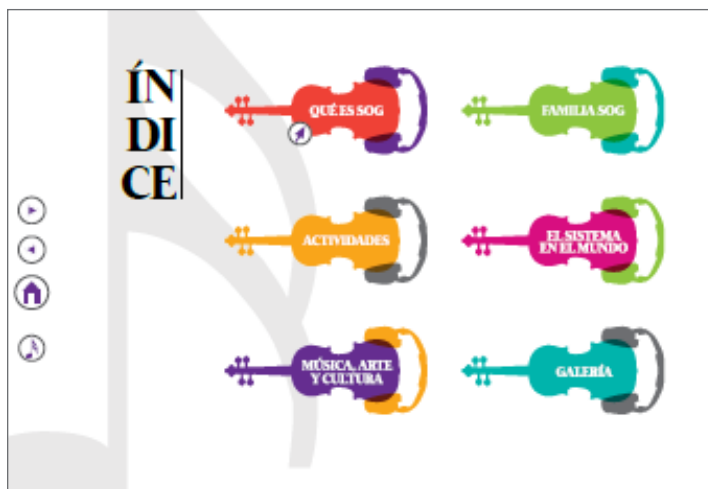 ÍN
DI
CE
QUÉ ES SOG
FAMILIA SOG
ACTIVIDADES
EL SISTEMA
EN EL MUNDO
MÚSICA, ARTE
Y CULTURA
GALERÍA